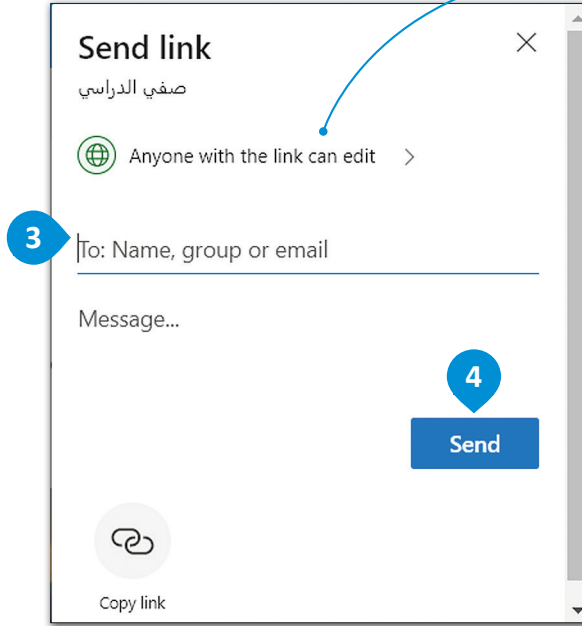 Send link
صفي الدراسي
Anyone with the link can edit
3
To: Name, group or email
Message...
4
Send
Copy link